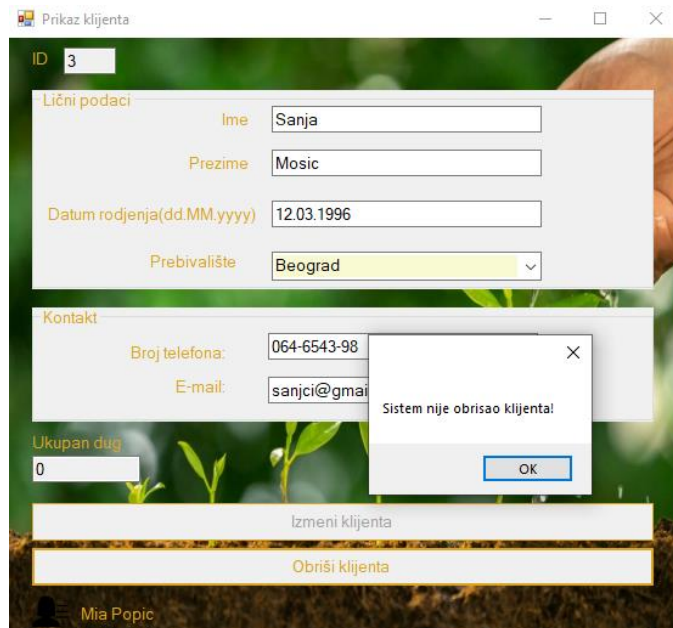 Prikaz klijenta
ID 3
Lični podaci
Ime Sanja
Prezime Mosic
Datum rodjenja(dd.MM.yyyy) 12.03.1996
Prebivalište Beograd
Kontakt
Broj telefona: 064-6543-98
E-mail: sanjci@gmai
Sistem nije obrisao klijenta!
OK
Ukupan dug
0
Izmeni klijenta
Obriši klijenta
Mia Popic